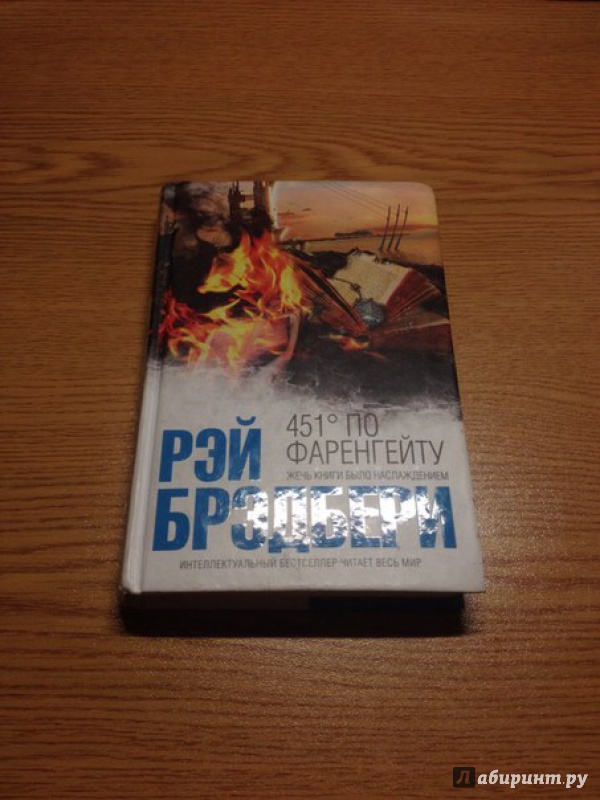 451° ПО
ФАРЕНГЕЙТУ
ЖЕЧЬ КНИГИ БЫЛО НАСЛАЖДЕНИЕМ
РЭЙ
БРЭДБЕРИ
ИНТЕЛЛЕКТУАЛЬНЫЙ БЕСТСЕЛЛЕР ЧИТАЕТ ВЕСЬ МИР
Лабиринт.ру